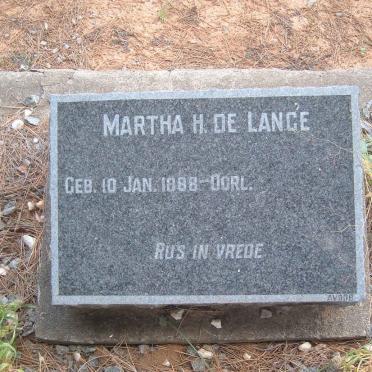 MARTHA H. DE LANGE
GEB. 10 JAN. 1888-OORL.
RUS IN VREDE